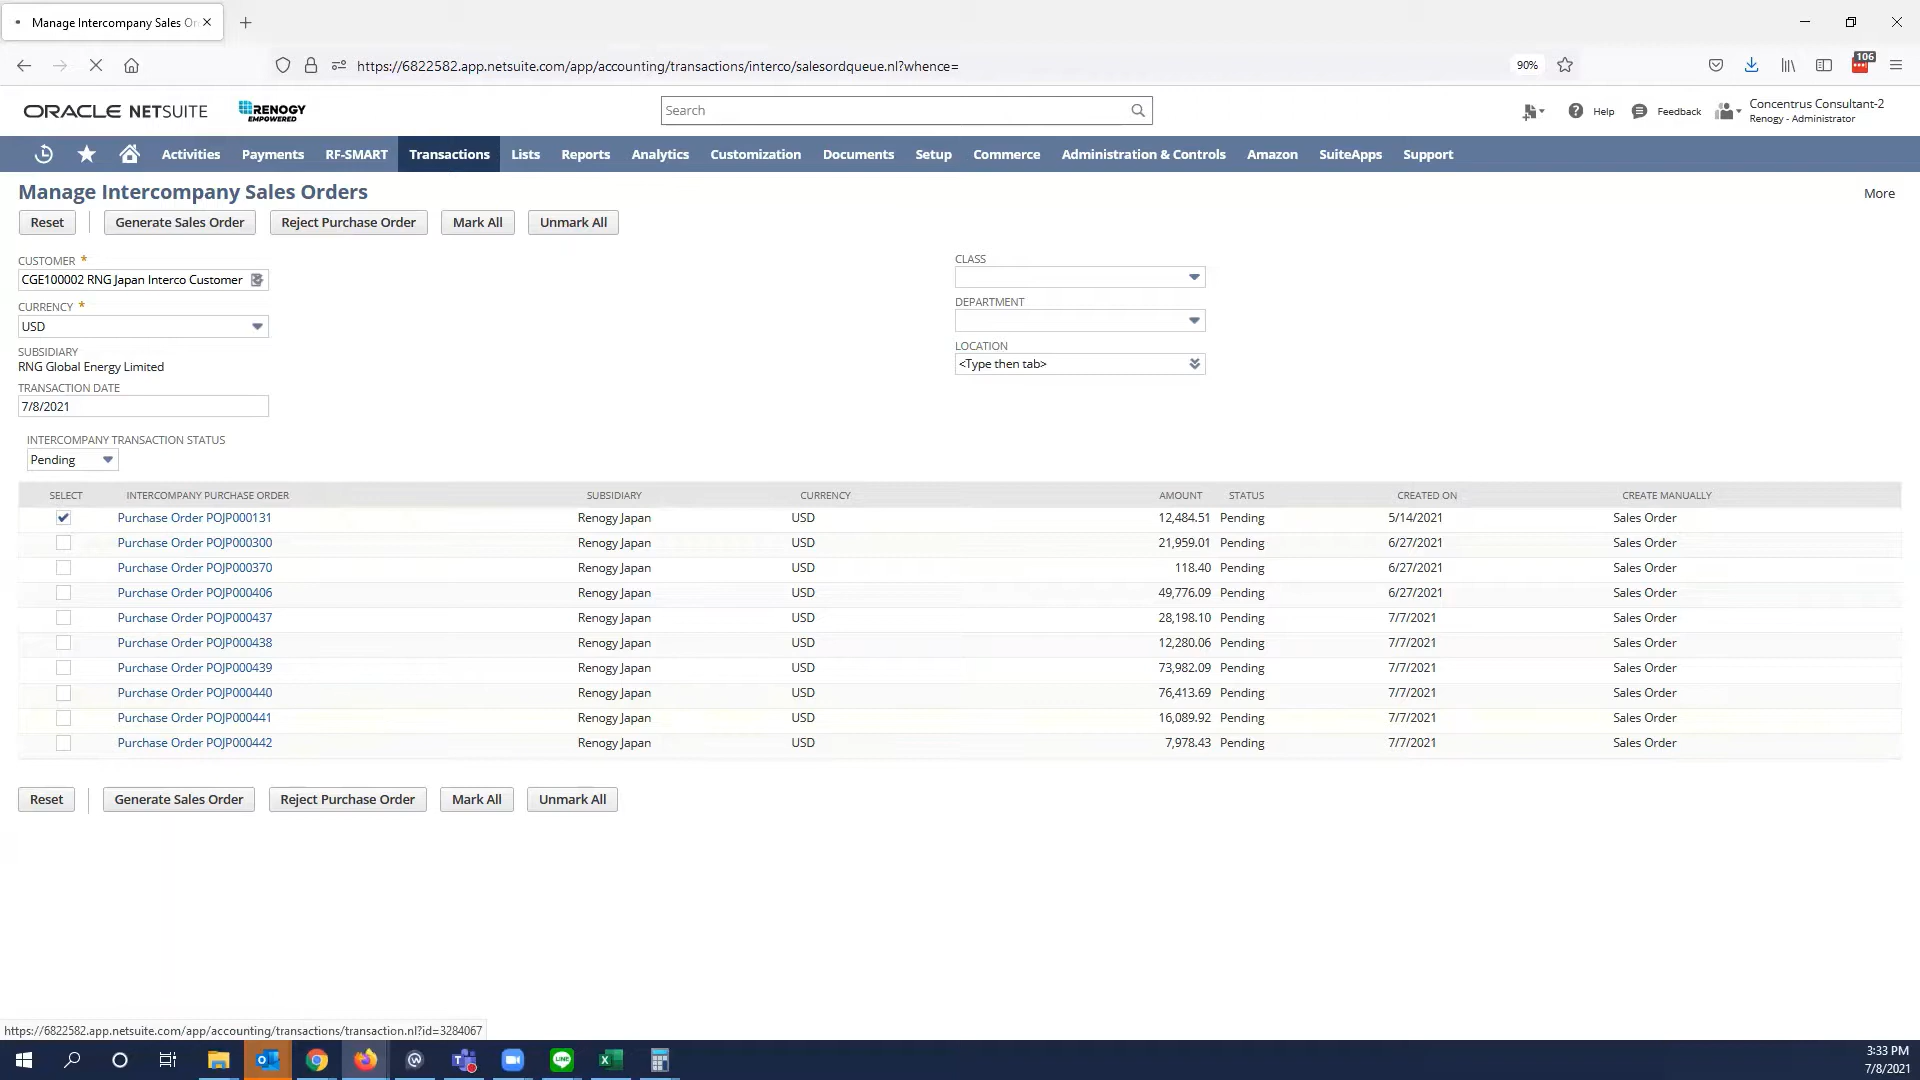 Manage Intercompany Sales Or
https://6822582.app.netsuite.com/app/accounting/transactions/interco/salesordqueue.nl?whence=
90%
106
ORACLE NETSUITE
RENOGY
EMPOWERED
Search
Help
Feedback
Concentrus Consultant-2
Renogy - Administrator
Activities Payments RF-SMART Transactions Lists Reports Analytics Customization Documents Setup Commerce Administration & Controls Amazon SuiteApps Support
Manage Intercompany Sales Orders
More
Reset Generate Sales Order Reject Purchase Order Mark All Unmark All
CUSTOMER *
CGE100002 RNG Japan Interco Customer
CURRENCY *
USD
SUBSIDIARY
RNG Global Energy Limited
TRANSACTION DATE
7/8/2021
CLASS
DEPARTMENT
LOCATION
<Type then tab>
INTERCOMPANY TRANSACTION STATUS
Pending
SELECT INTERCOMPANY PURCHASE ORDER SUBSIDIARY CURRENCY AMOUNT STATUS CREATED ON CREATE MANUALLY
Purchase Order POJP000131 Renogy Japan USD 12,484.51 Pending 5/14/2021 Sales Order
Purchase Order POJP000300 Renogy Japan USD 21,959.01 Pending 6/27/2021 Sales Order
Purchase Order POJP000370 Renogy Japan USD 118.40 Pending 6/27/2021 Sales Order
Purchase Order POJP000406 Renogy Japan USD 49,776.09 Pending 6/27/2021 Sales Order
Purchase Order POJP000437 Renogy Japan USD 28,198.10 Pending 7/7/2021 Sales Order
Purchase Order POJP000438 Renogy Japan USD 12,280.06 Pending 7/7/2021 Sales Order
Purchase Order POJP000439 Renogy Japan USD 73,982.09 Pending 7/7/2021 Sales Order
Purchase Order POJP000440 Renogy Japan USD 76,413.69 Pending 7/7/2021 Sales Order
Purchase Order POJP000441 Renogy Japan USD 16,089.92 Pending 7/7/2021 Sales Order
Purchase Order POJP000442 Renogy Japan USD 7,978.43 Pending 7/7/2021 Sales Order
Reset Generate Sales Order Reject Purchase Order Mark All Unmark All
https://6822582.app.netsuite.com/app/accounting/transactions/transaction.nl?id=3284067
3:33 PM
7/8/2021